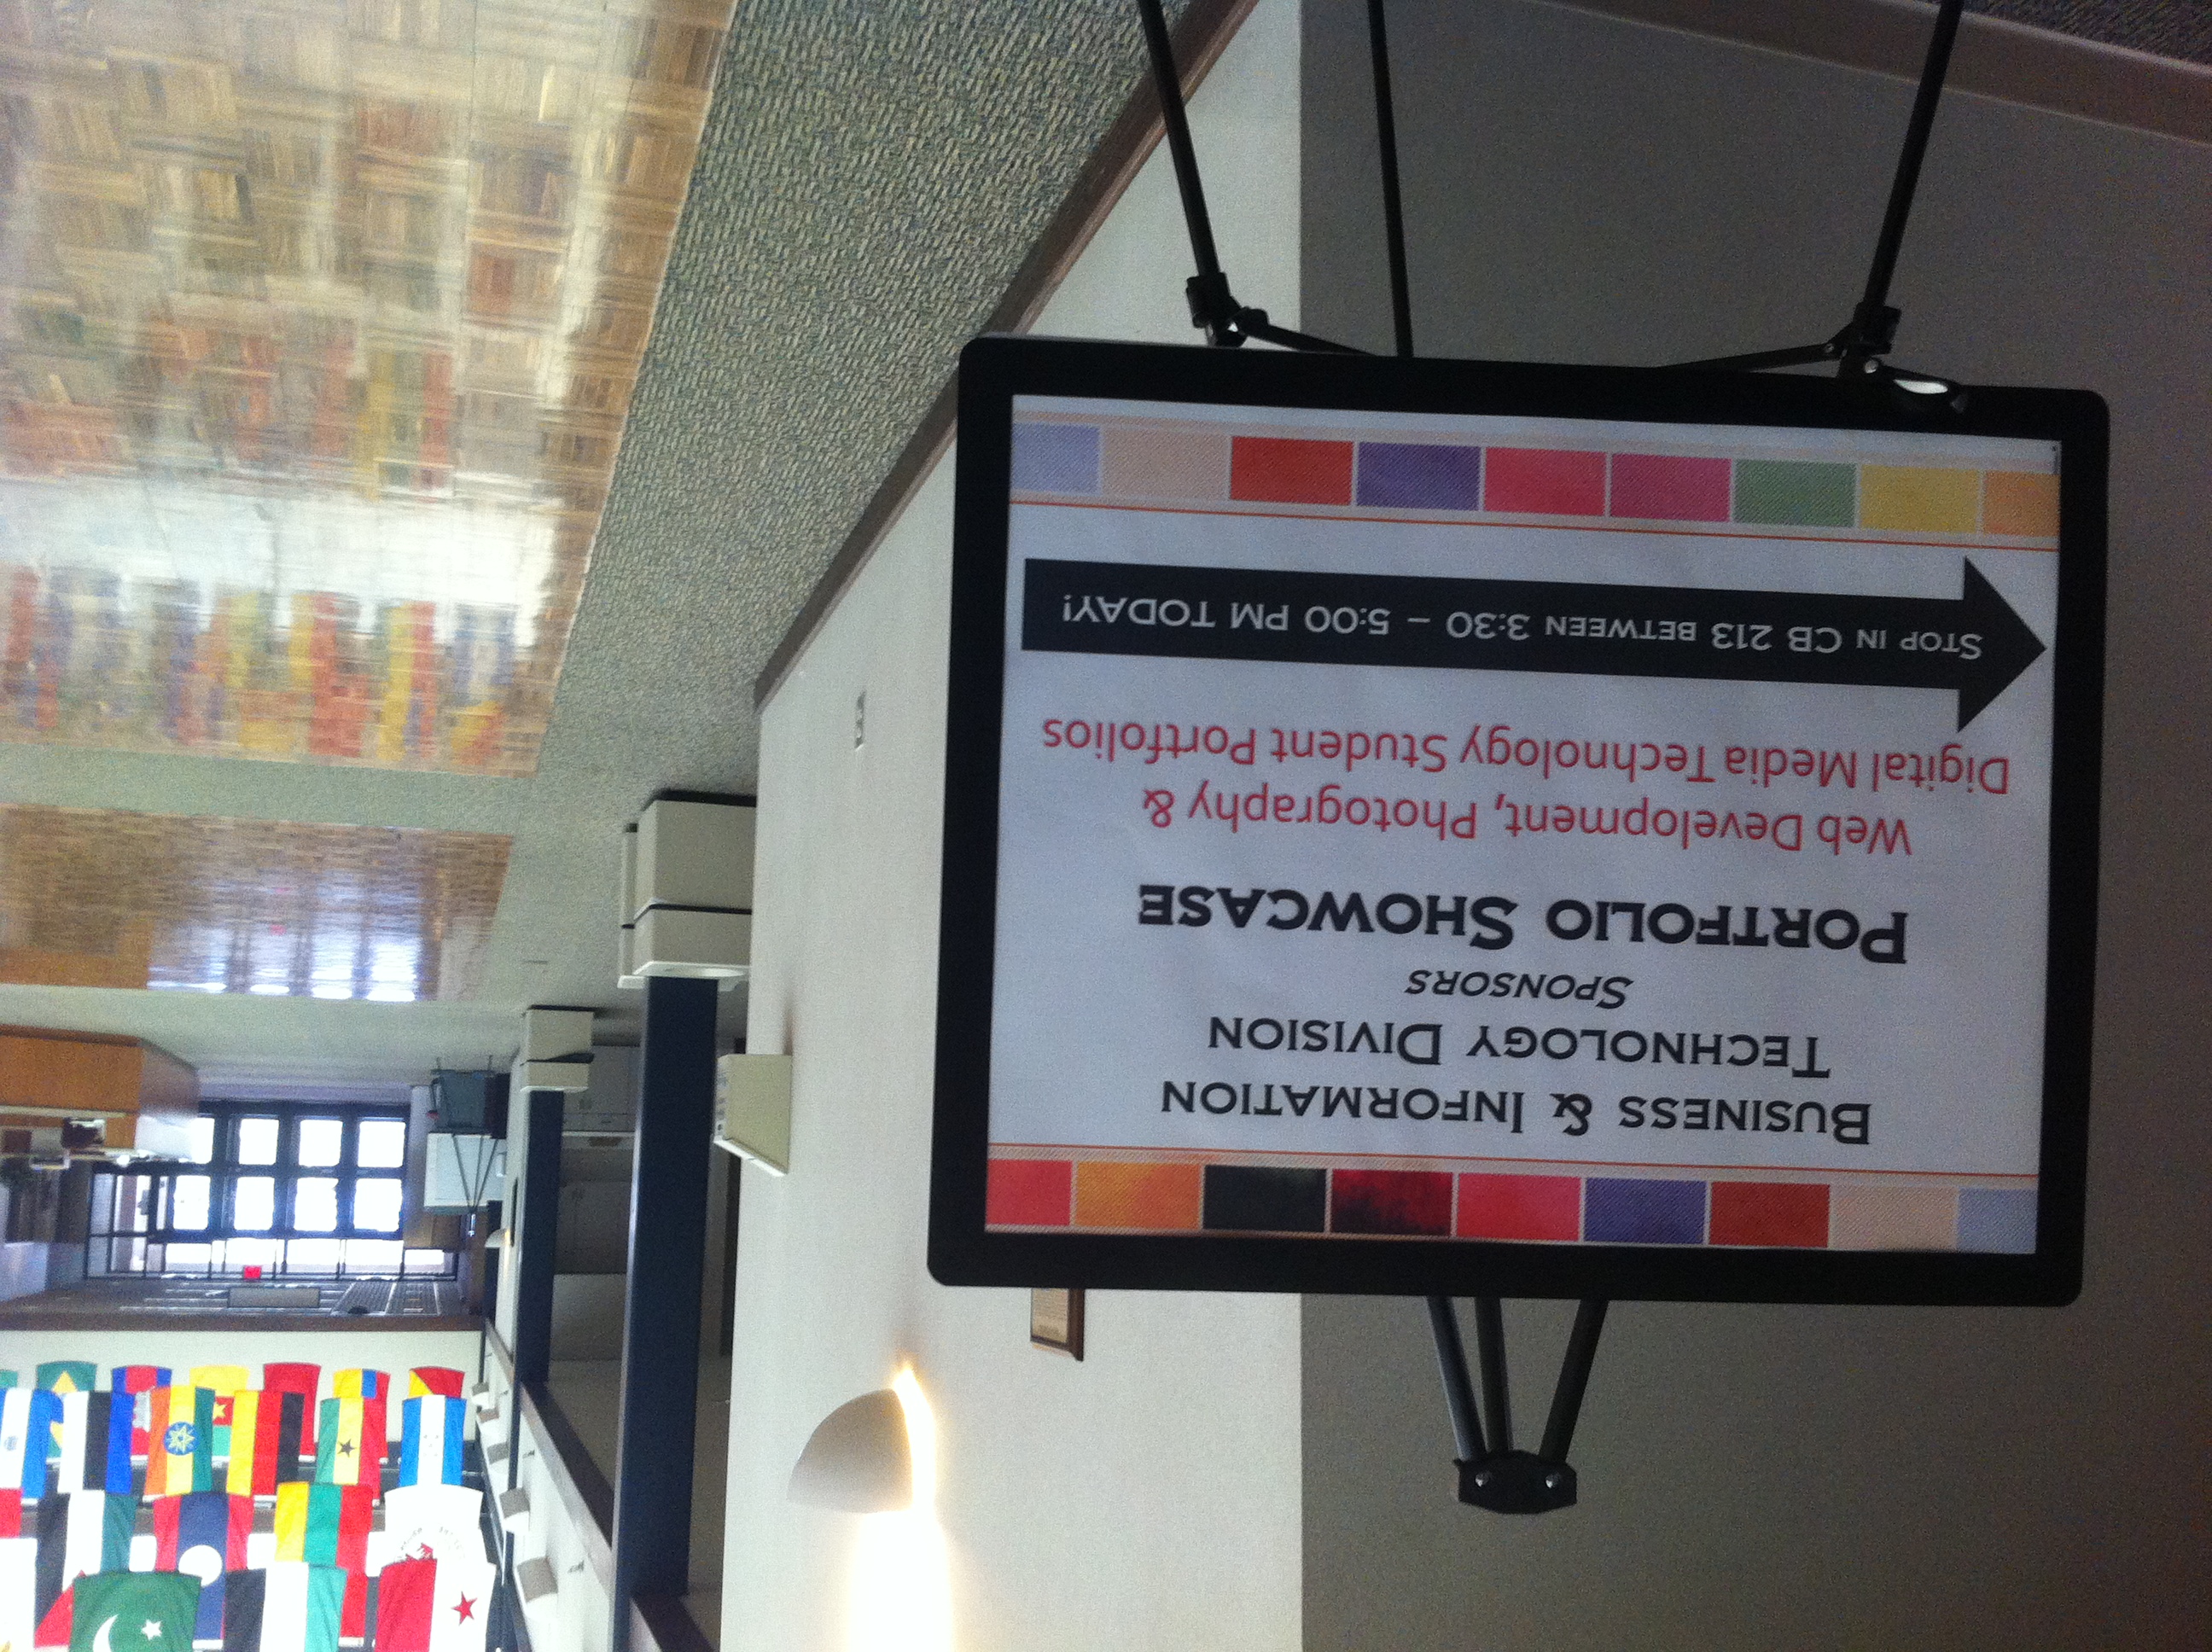 Business & Information
Technology Division
Sponsors
Portfolio Showcase
Web Development, Photography &
Digital Media Technology Student Portfolios
Stop in CB 213 between 3:30 – 5:00 PM TODAY!